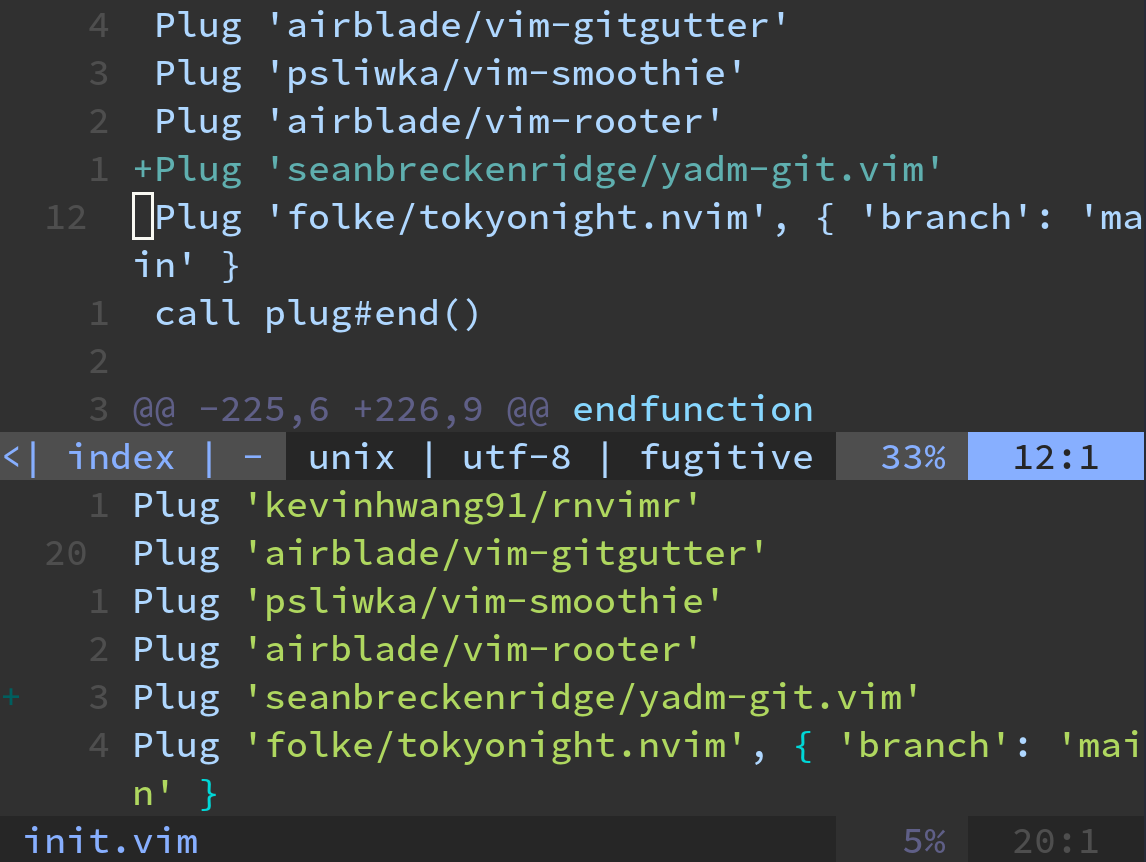 4 Plug 'airblade/vim-gitgutter'
3 Plug 'psliwka/vim-smoothie'
2 Plug 'airblade/vim-rooter'
1 +Plug 'seanbreckenridge/yadm-git.vim'
12 Plug 'folke/tokyonight.nvim', { 'branch': 'ma
in' }
1 call plug#end()
2
3 @@ -225,6 +226,9 @@ endfunction
<| index | - unix | utf-8 | fugitive 33% 12:1
1 Plug 'kevinhwang91/rnvimr'
20 Plug 'airblade/vim-gitgutter'
1 Plug 'psliwka/vim-smoothie'
2 Plug 'airblade/vim-rooter'
+ 3 Plug 'seanbreckenridge/yadm-git.vim'
4 Plug 'folke/tokyonight.nvim', { 'branch': 'mai
n' }
init.vim 5% 20:1